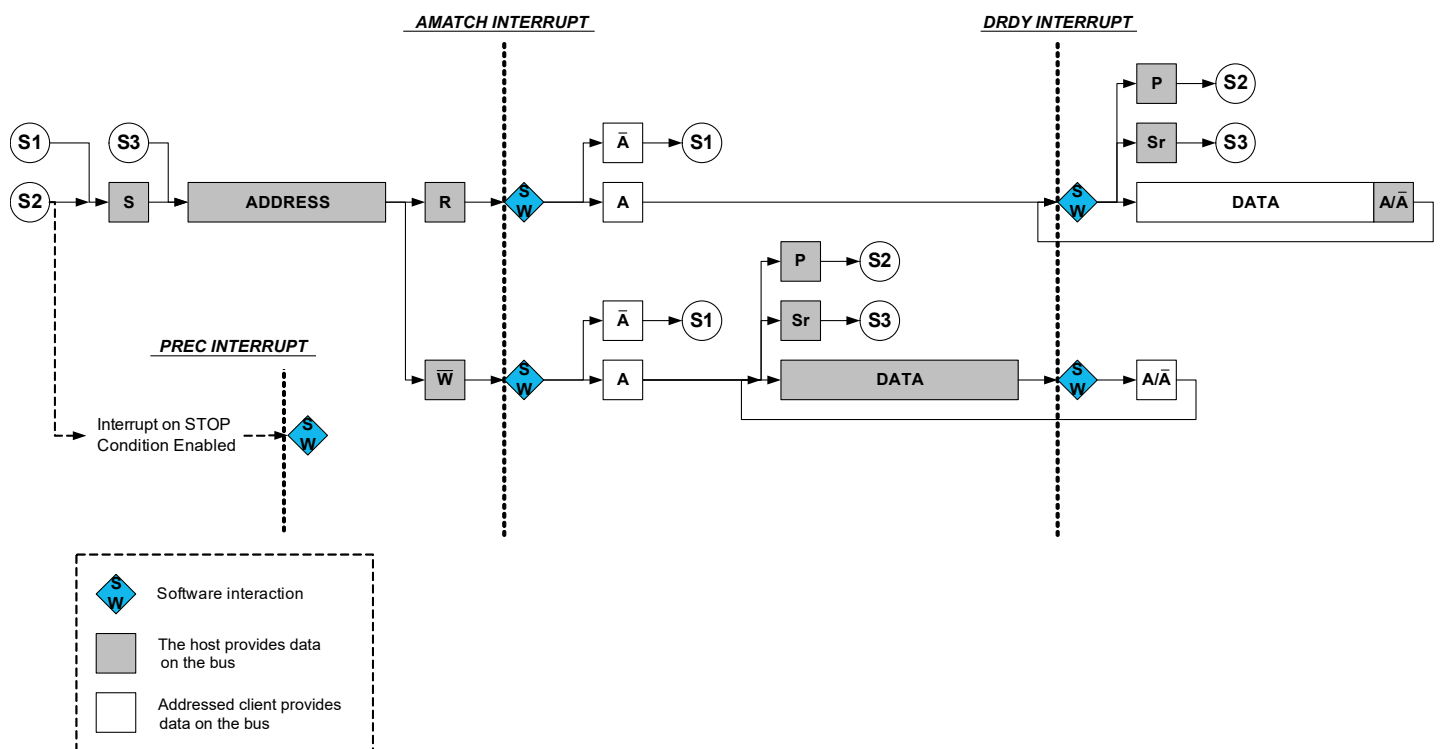 AMATCH INTERRUPT
DRDY INTERRUPT
P
S2
S1
S3
Ā
S1
Sr
S3
S2
S
ADDRESS
R
S
W
A
S
W
DATA
A/Ā
P
S2
Ā
S1
Sr
S3
PREC INTERRUPT
W̅
S
W
A
DATA
S
W
A/Ā
Interrupt on STOP
Condition Enabled
S
W
S
W
Software interaction
The host provides data
on the bus
Addressed client provides
data on the bus